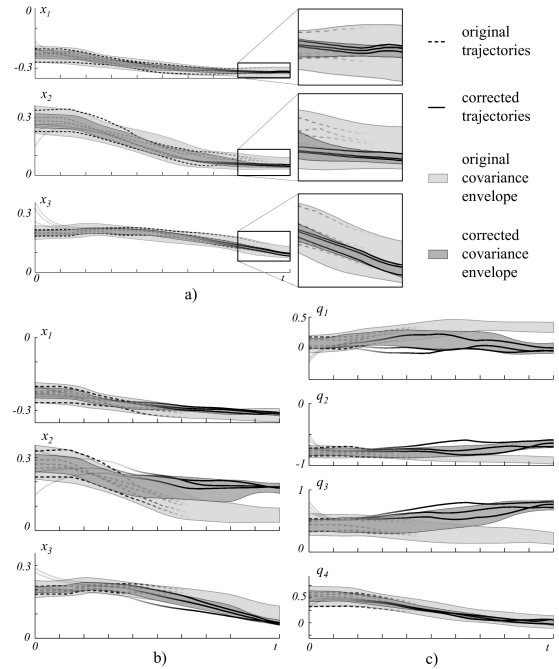 0
x1
-0.3
x2
0.3
0
x3
0.3
0
t
a)
original
trajectories
corrected
trajectories
original
covariance
envelope
corrected
covariance
envelope
x1
0
-0.3
x2
0.3
0
x3
0.3
0
t
b)
q1
0.5
0
q2
0
-1
q3
1
0
q4
0.5
0
t
c)